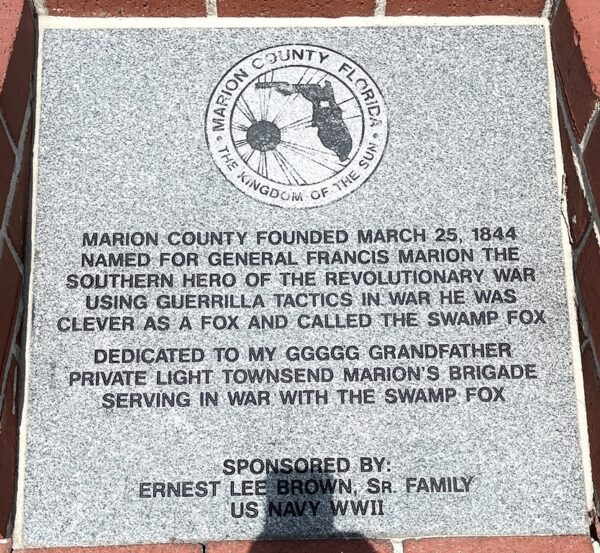 MARION COUNTY FLORIDA
THE KINGDOM OF THE SUN
MARION COUNTY FOUNDED MARCH 25, 1844
NAMED FOR GENERAL FRANCIS MARION THE
SOUTHERN HERO OF THE REVOLUTIONARY WAR
USING GUERRILLA TACTICS IN WAR HE WAS
CLEVER AS A FOX AND CALLED THE SWAMP FOX
DEDICATED TO MY GGGGG GRANDFATHER
PRIVATE LIGHT TOWNSEND MARION'S BRIGADE
SERVING IN WAR WITH THE SWAMP FOX
SPONSORED BY:
ERNEST LEE BROWN, SR. FAMILY
US NAVY WWII